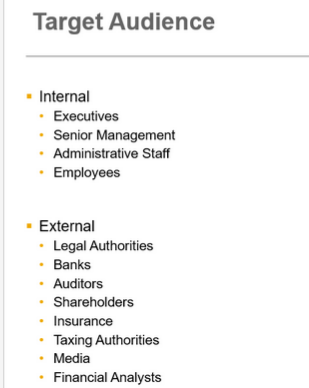 Target Audience
Internal
Executives
Senior Management
Administrative Staff
Employees
External
Legal Authorities
Banks
Auditors
Shareholders
Insurance
Taxing Authorities
Media
Financial Analysts